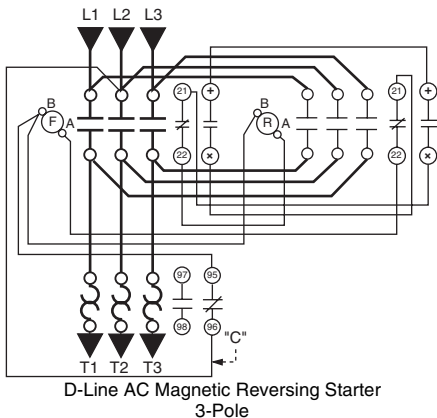 L1 L2 L3
21 + 21 +
B B
F A R A
22 × 22 ×
97 95
98 96 "C"
T1 T2 T3
D-Line AC Magnetic Reversing Starter
3-Pole